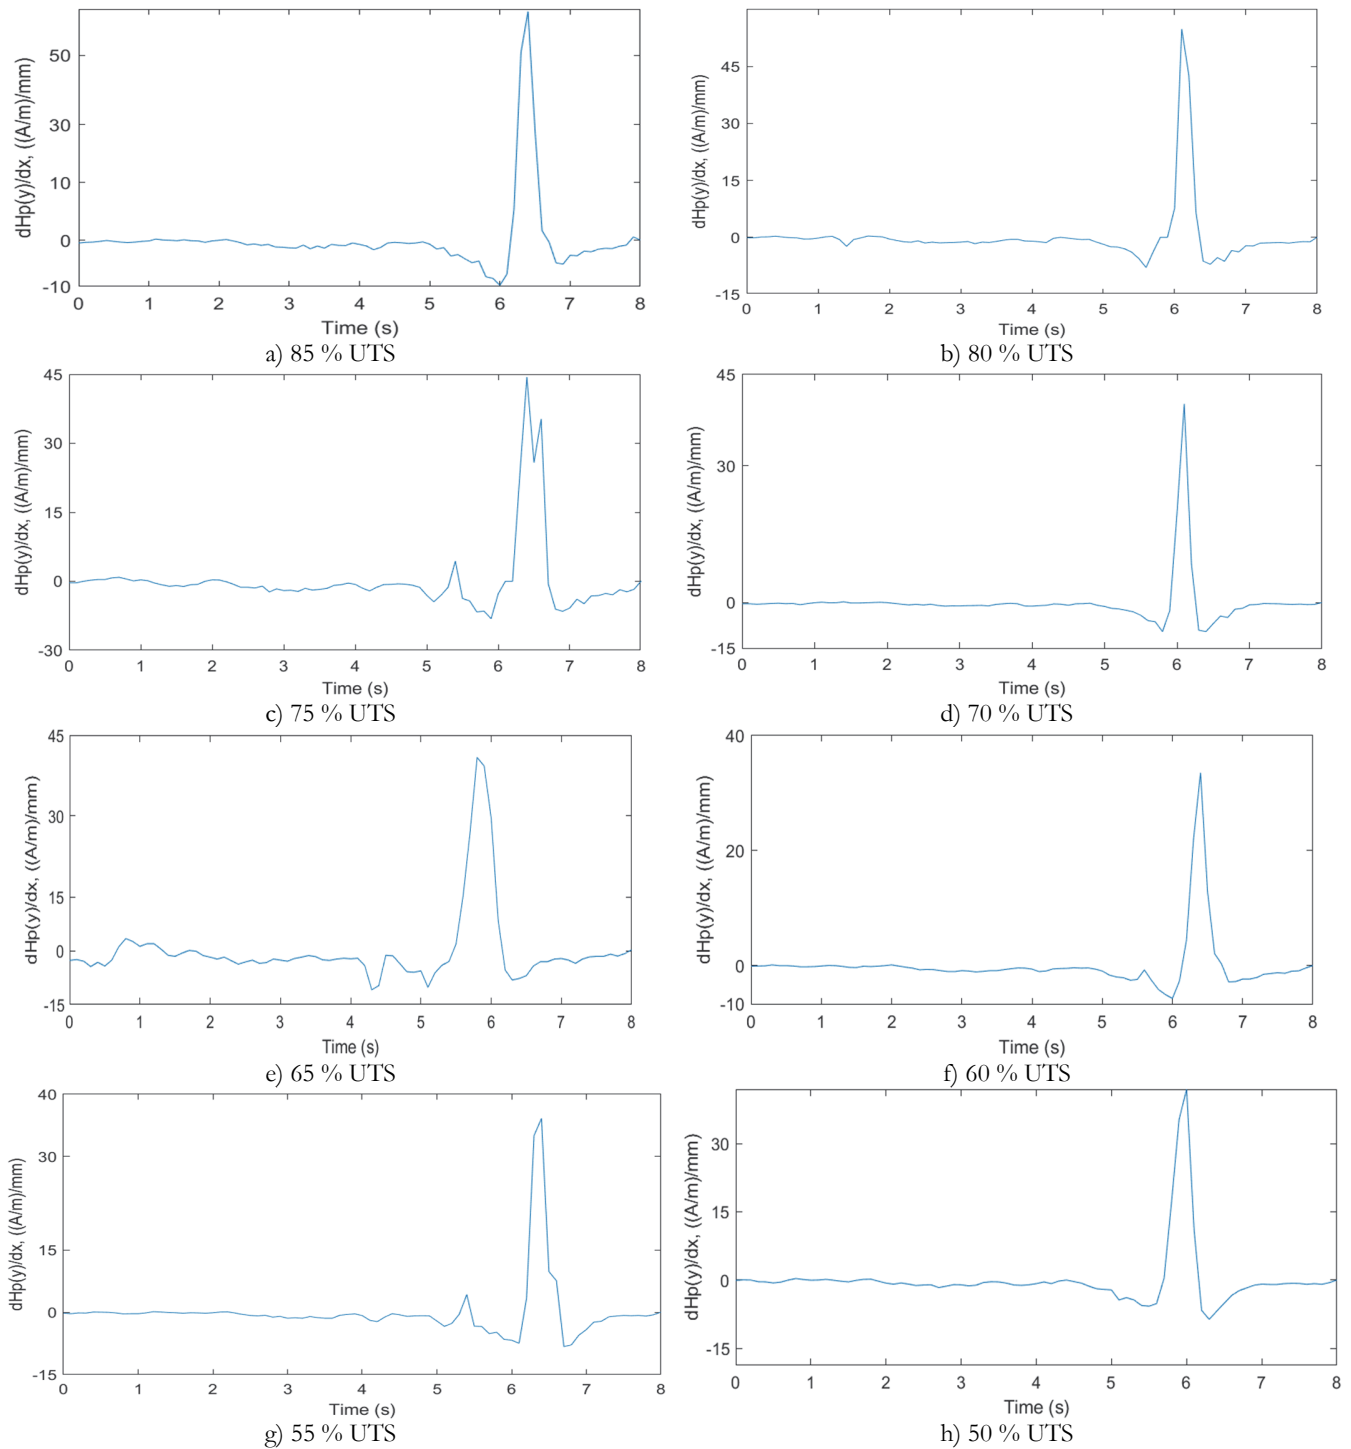 dHp(y)/dx, ((A/m)/mm)
50
30
10
0
-10
0 1 2 3 4 5 6 7 8
Time (s)
a) 85 % UTS
dHp(y)/dx, ((A/m)/mm)
45
30
15
0
-15
0 1 2 3 4 5 6 7 8
Time (s)
b) 80 % UTS
dHp(y)/dx, ((A/m)/mm)
45
30
15
0
-30
0 1 2 3 4 5 6 7 8
Time (s)
c) 75 % UTS
dHp(y)/dx, ((A/m)/mm)
45
30
0
-15
0 1 2 3 4 5 6 7 8
Time (s)
d) 70 % UTS
dHp(y)/dx, ((A/m)/mm)
45
30
15
0
-15
0 1 2 3 4 5 6 7 8
Time (s)
e) 65 % UTS
dHp(y)/dx, ((A/m)/mm)
40
20
0
-10
0 1 2 3 4 5 6 7 8
Time (s)
f) 60 % UTS
dHp(y)/dx, ((A/m)/mm)
40
30
15
0
-15
0 1 2 3 4 5 6 7 8
Time (s)
g) 55 % UTS
dHp(y)/dx, ((A/m)/mm)
30
15
0
-15
0 1 2 3 4 5 6 7 8
Time (s)
h) 50 % UTS